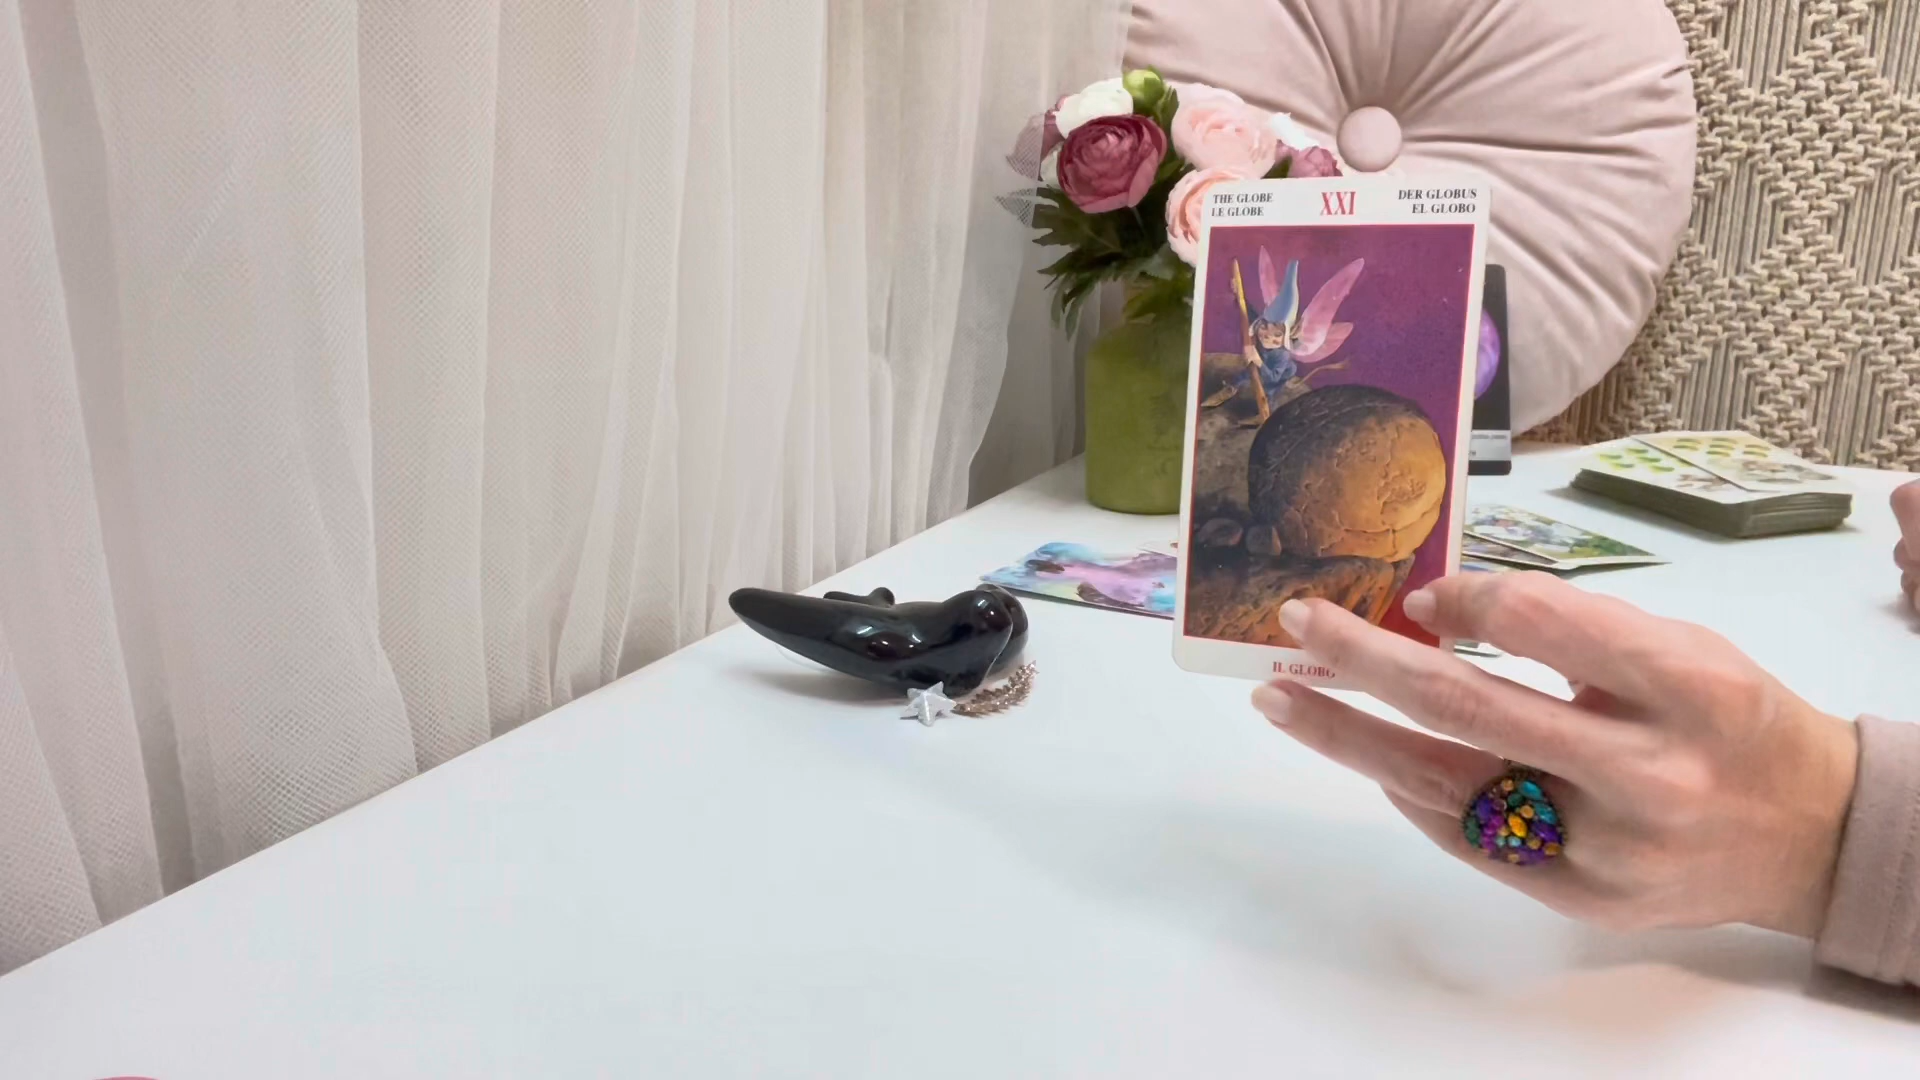 THE GLOBE
LE GLOBE
XXI
DER GLOBUS
EL GLOBO
IL GLOBO